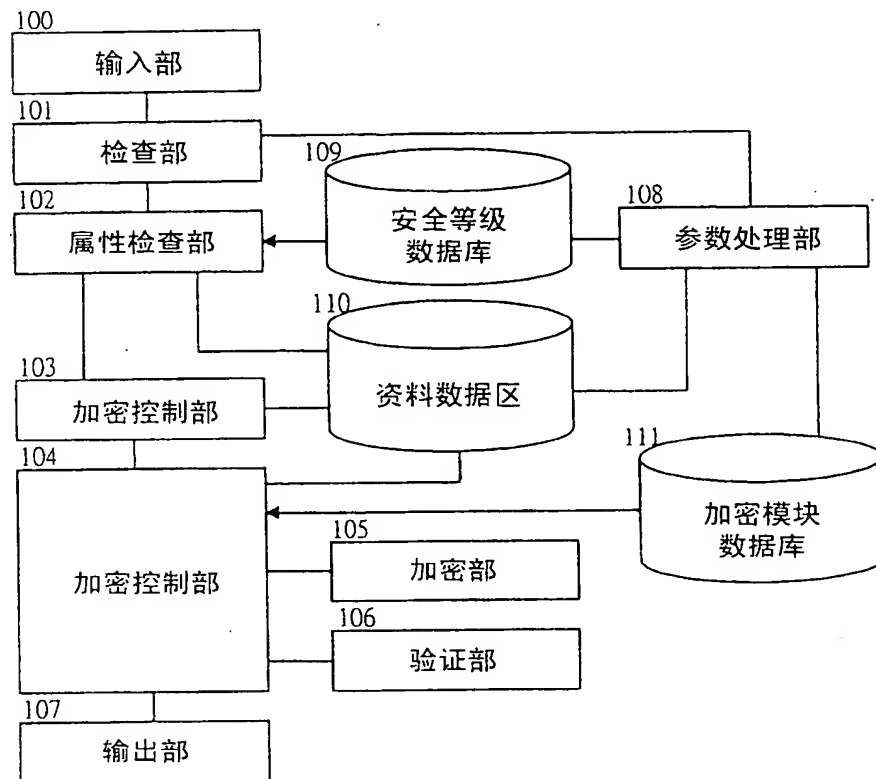 100
输入部
101
检查部
102
属性检查部
109
安全等级
数据库
108
参数处理部
110
资料数据区
103
加密控制部
104
加密控制部
111
加密模块
数据库
105
加密部
106
验证部
107
输出部